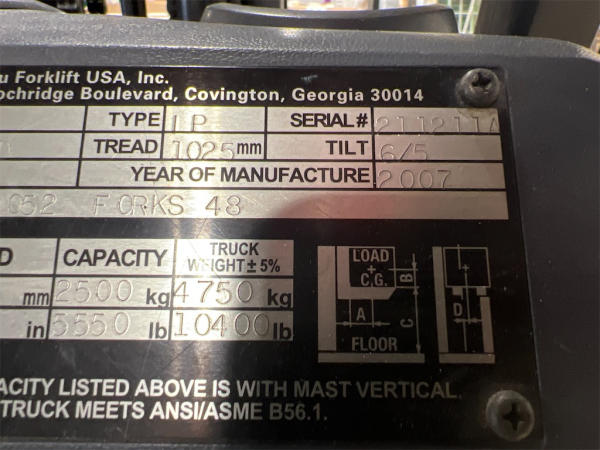 u Forklift USA, Inc.
ochridge Boulevard, Covington, Georgia 30014
TYPE LP SERIAL#
TREAD 1025 mm TILT 6/5
YEAR OF MANUFACTURE 2007
052 FORKS 48
D CAPACITY TRUCK WEIGHT ± 5%
mm 2500 kg 4750 kg
in 5550 lb 10400 lb
LOAD
C.G.
A B C D
FLOOR
ACITY LISTED ABOVE IS WITH MAST VERTICAL.
TRUCK MEETS ANSI/ASME B56.1.